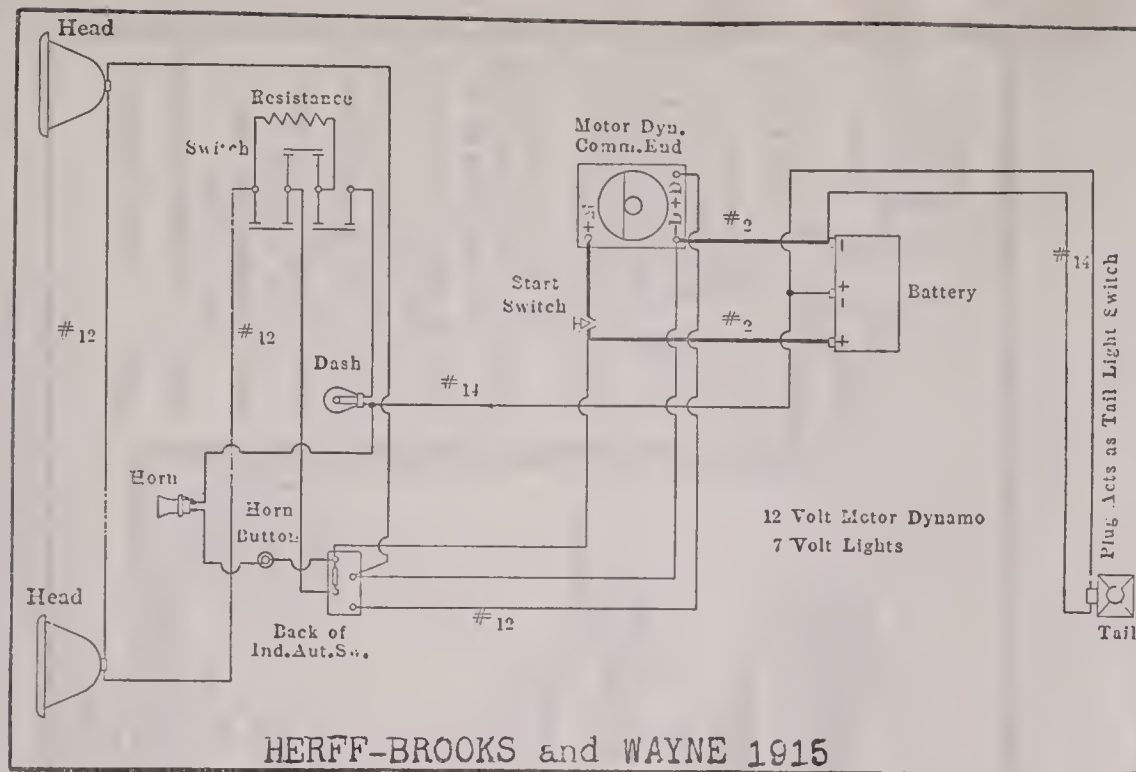 Head
Resistance
Switch
Motor Dyn.
Comm.End
#2
#14
Start
Switch
Battery
#12
#12
#2
Dash
#14
Horn
Horn
Button
12 Volt Motor Dynamo
7 Volt Lights
Plug Acts as Tail Light Switch
Head
#12
Back of
Ind.Aut.Sw.
Tail
HERFF-BROOKS and WAYNE 1915